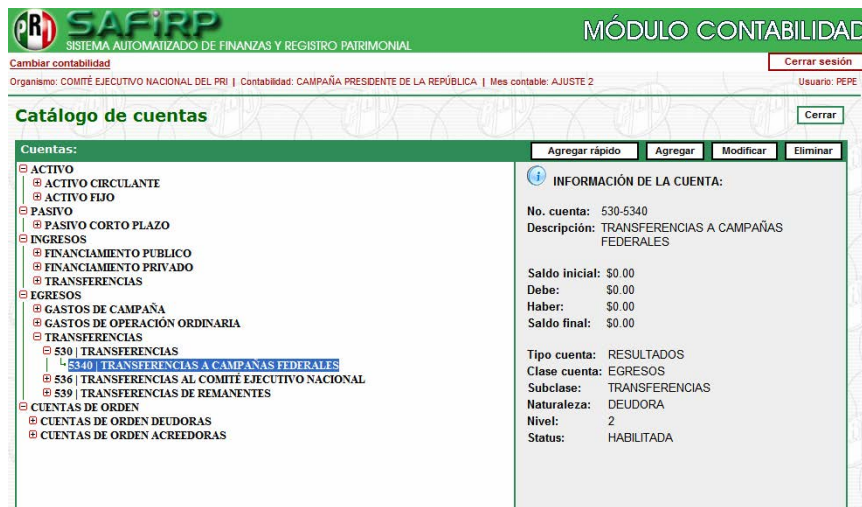 PRI
SAFIRP
SISTEMA AUTOMATIZADO DE FINANZAS Y REGISTRO PATRIMONIAL
MÓDULO CONTABILIDAD
Cambiar contabilidad
Cerrar sesión
Organismo: COMITÉ EJECUTIVO NACIONAL DEL PRI | Contabilidad: CAMPAÑA PRESIDENTE DE LA REPÚBLICA | Mes contable: AJUSTE 2
Usuario: PEPE
Catálogo de cuentas
Cerrar
Cuentas:
Agregar rápido
Agregar
Modificar
Eliminar
ACTIVO
ACTIVO CIRCULANTE
ACTIVO FIJO
PASIVO
PASIVO CORTO PLAZO
INGRESOS
FINANCIAMIENTO PUBLICO
FINANCIAMIENTO PRIVADO
TRANSFERENCIAS
EGRESOS
GASTOS DE CAMPAÑA
GASTOS DE OPERACIÓN ORDINARIA
TRANSFERENCIAS
530 | TRANSFERENCIAS
5340 | TRANSFERENCIAS A CAMPAÑAS FEDERALES
536 | TRANSFERENCIAS AL COMITÉ EJECUTIVO NACIONAL
539 | TRANSFERENCIAS DE REMANENTES
CUENTAS DE ORDEN
CUENTAS DE ORDEN DEUDORAS
CUENTAS DE ORDEN ACREEDORAS
INFORMACIÓN DE LA CUENTA:
No. cuenta: 530-5340
Descripción: TRANSFERENCIAS A CAMPAÑAS
FEDERALES
Saldo inicial: $0.00
Debe: $0.00
Haber: $0.00
Saldo final: $0.00
Tipo cuenta: RESULTADOS
Clase cuenta: EGRESOS
Subclase: TRANSFERENCIAS
Naturaleza: DEUDORA
Nivel: 2
Status: HABILITADA